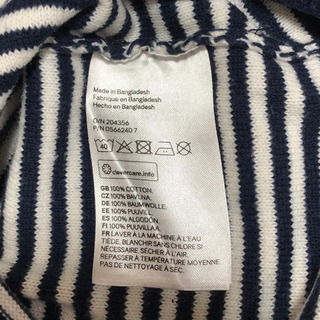 Made in Bangladesh
Fabriqué en Bangladesh
Hecho en Bangladesh
O/N 204356
P/N 0566240 7
40
clevercare.info
GB 100% COTTON.
CZ 100% BAVLNA.
DE 100% BAUMWOLLE.
EE 100% PUUVILL.
ES 100% ALGODÓN.
FI 100% PUUVILLAA.
FR LAVER À LA MACHINE À L'EAU
TIÈDE. BLANCHIR SANS CHLORE SI
NÉCESSAIRE. SÉCHER À L'AIR.
REPASSER À TEMPÉRATURE MOYENNE.
PAS DE NETTOYAGE À SEC.